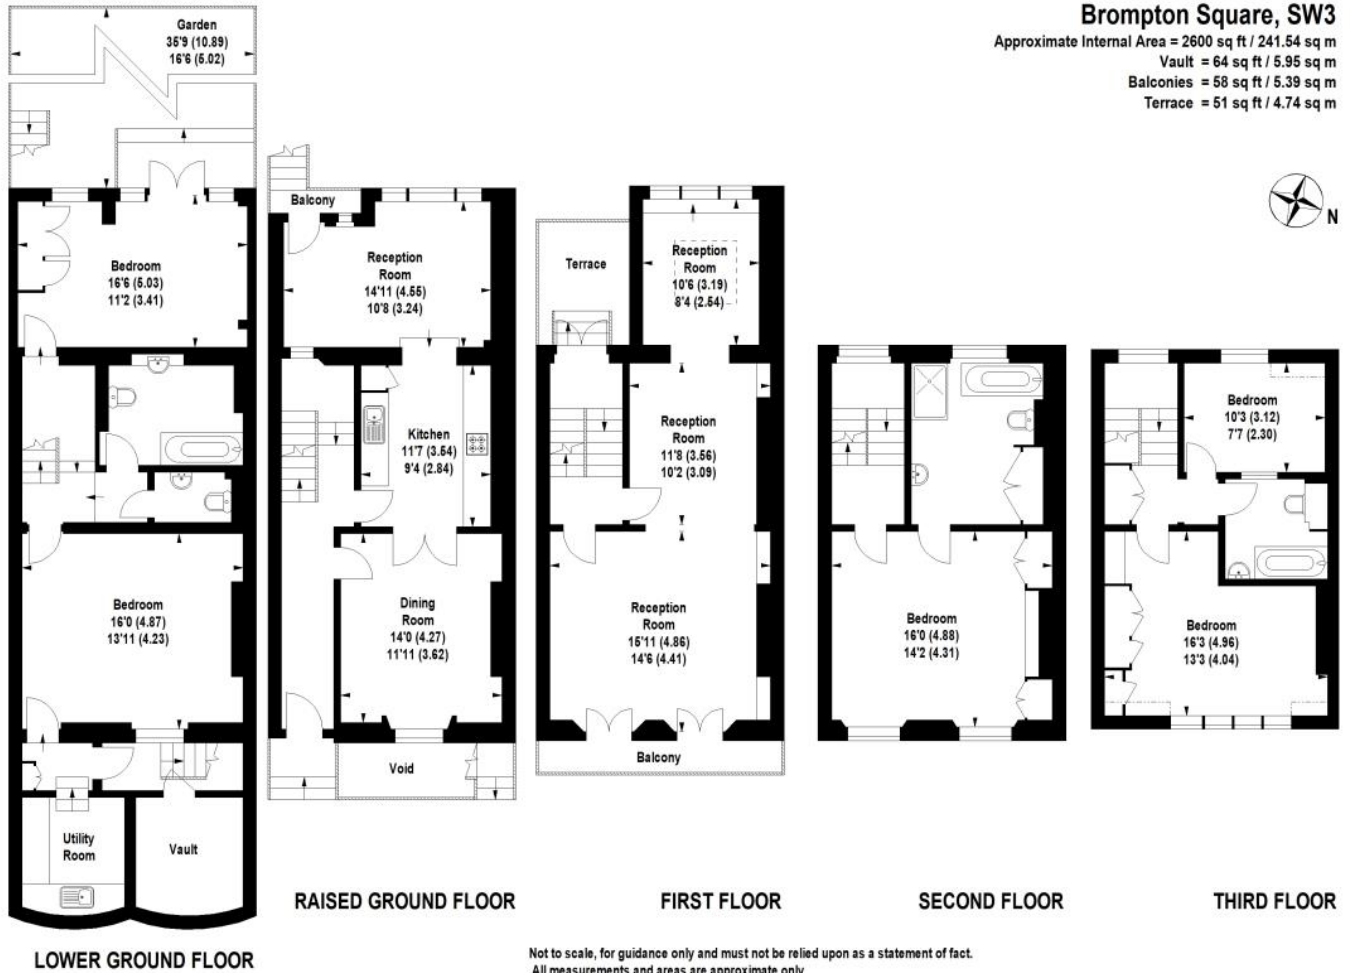 Brompton Square, SW3
Approximate Internal Area = 2600 sq ft / 241.54 sq m
Vault = 64 sq ft / 5.95 sq m
Balconies = 58 sq ft / 5.39 sq m
Terrace = 51 sq ft / 4.74 sq m
N
Garden
35'9 (10.89)
16'6 (5.02)
Bedroom
16'6 (5.03)
11'2 (3.41)
Bedroom
16'0 (4.87)
13'11 (4.23)
Utility
Room
Vault
LOWER GROUND FLOOR
Balcony
Reception
Room
14'11 (4.55)
10'8 (3.24)
Kitchen
11'7 (3.54)
9'4 (2.84)
Dining
Room
14'0 (4.27)
11'11 (3.62)
Void
RAISED GROUND FLOOR
Terrace
Reception
Room
10'6 (3.19)
8'4 (2.54)
Reception
Room
11'8 (3.56)
10'2 (3.09)
Reception
Room
15'11 (4.86)
14'6 (4.41)
Balcony
FIRST FLOOR
Bedroom
16'0 (4.88)
14'2 (4.31)
SECOND FLOOR
Bedroom
10'3 (3.12)
7'7 (2.30)
Bedroom
16'3 (4.96)
13'3 (4.04)
THIRD FLOOR
Not to scale, for guidance only and must not be relied upon as a statement of fact.
All measurements and areas are approximate only